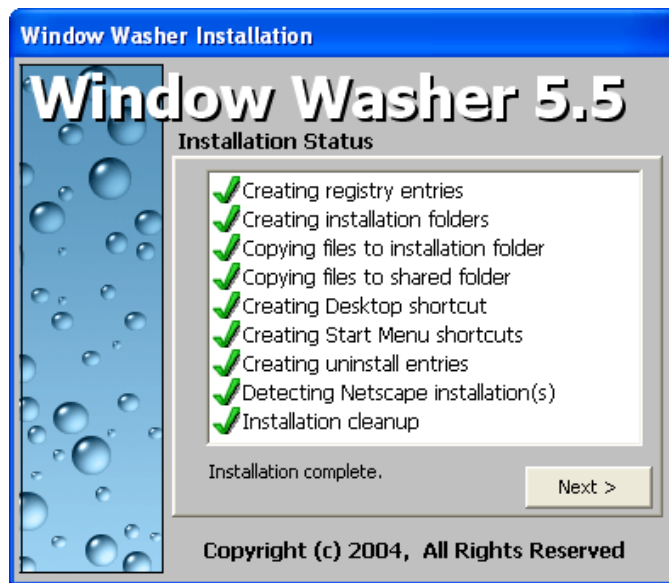 Window Washer Installation
Window Washer 5.5
Installation Status
Creating registry entries
Creating installation folders
Copying files to installation folder
Copying files to shared folder
Creating Desktop shortcut
Creating Start Menu shortcuts
Creating uninstall entries
Detecting Netscape installation(s)
Installation cleanup
Installation complete.
Next >
Copyright (c) 2004, All Rights Reserved